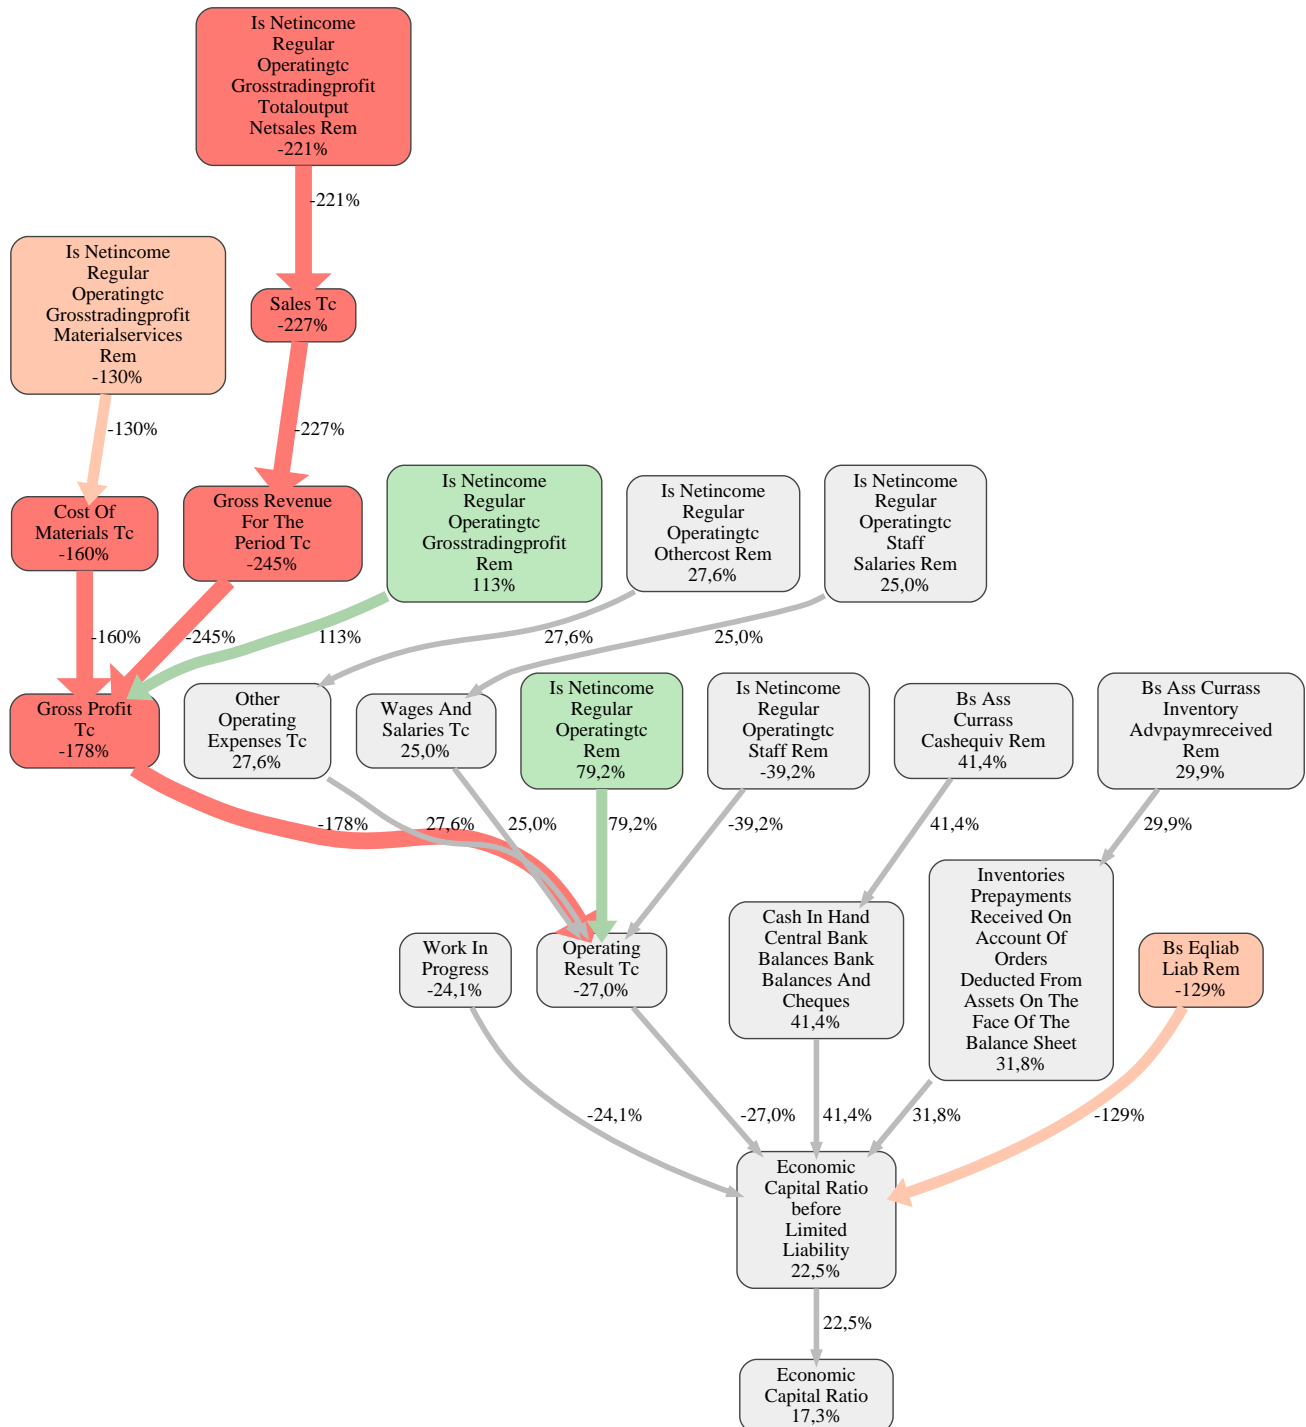 Is Netincome
Regular
Operatingtc
Grosstradingprofit
Totaloutput
Netsales Rem
-221%
-221%
Is Netincome
Regular
Operatingtc
Grosstradingprofit
Materialservices
Rem
-130%
Sales Tc
-227%
-130%
-227%
Cost Of
Materials Tc
-160%
Gross Revenue
For The
Period Tc
-245%
Is Netincome
Regular
Operatingtc
Grosstradingprofit
Rem
113%
Is Netincome
Regular
Operatingtc
Othercost Rem
27,6%
Is Netincome
Regular
Operatingtc
Staff
Salaries Rem
25,0%
-160%
-245%
113%
27,6%
25,0%
Gross Profit
Tc
-178%
Other
Operating
Expenses Tc
27,6%
Wages And
Salaries Tc
25,0%
Is Netincome
Regular
Operatingtc
Rem
79,2%
Is Netincome
Regular
Operatingtc
Staff Rem
-39,2%
Bs Ass
Currass
Cashequiv Rem
41,4%
Bs Ass Currass
Inventory
Advpaymreceived
Rem
29,9%
-178%
27,6%
25,0%
79,2%
-39,2%
41,4%
29,9%
Work In
Progress
-24,1%
Operating
Result Tc
-27,0%
Cash In Hand
Central Bank
Balances Bank
Balances And
Cheques
41,4%
Inventories
Prepayments
Received On
Account Of
Orders
Deducted From
Assets On The
Face Of The
Balance Sheet
31,8%
Bs Eqliab
Liab Rem
-129%
-24,1%
-27,0%
41,4%
31,8%
-129%
Economic
Capital Ratio
before
Limited
Liability
22,5%
22,5%
Economic
Capital Ratio
17,3%